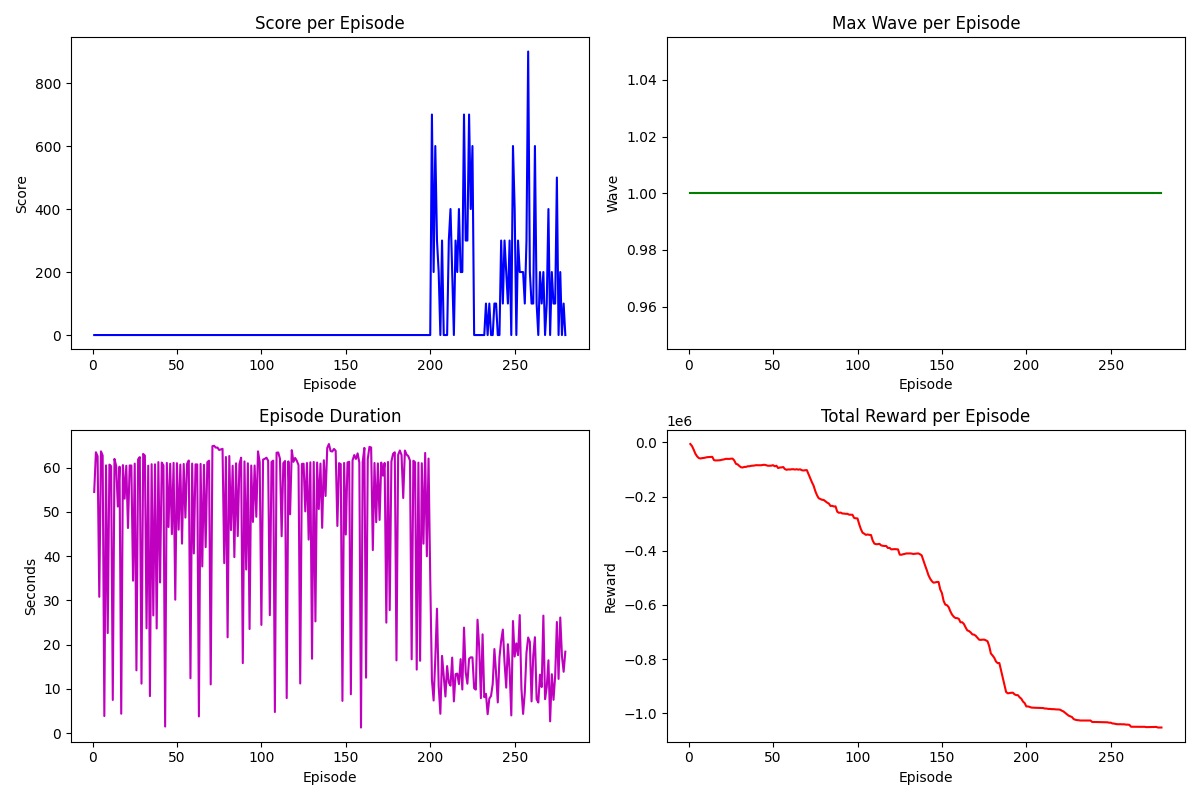 Score per Episode
Score
800
600
400
200
0
0 50 100 150 200 250
Episode
Max Wave per Episode
Wave
1.04
1.02
1.00
0.98
0.96
0 50 100 150 200 250
Episode
Episode Duration
Seconds
60
50
40
30
20
10
0
0 50 100 150 200 250
Episode
Total Reward per Episode
1e6
Reward
0.0
−0.2
−0.4
−0.6
−0.8
−1.0
0 50 100 150 200 250
Episode